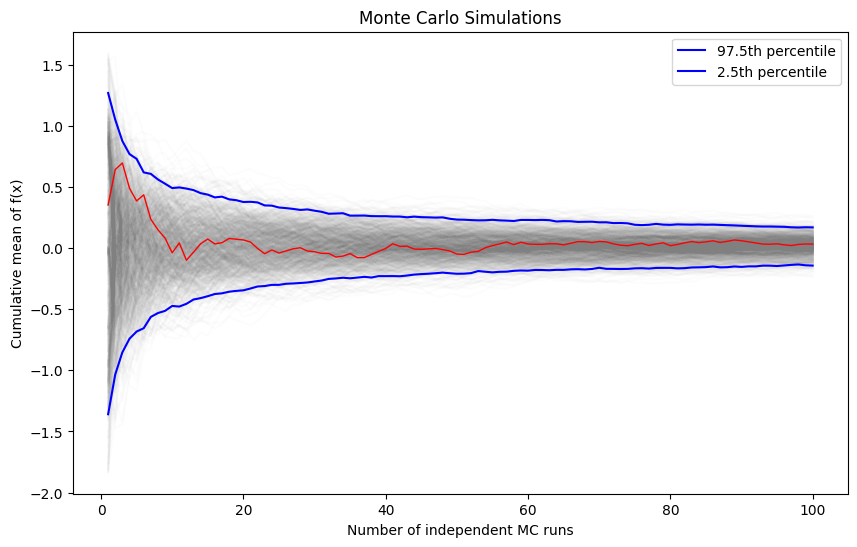 Monte Carlo Simulations
97.5th percentile
2.5th percentile
1.5
1.0
0.5
0.0
−0.5
−1.0
−1.5
−2.0
Cumulative mean of f(x)
0
20
40
60
80
100
Number of independent MC runs